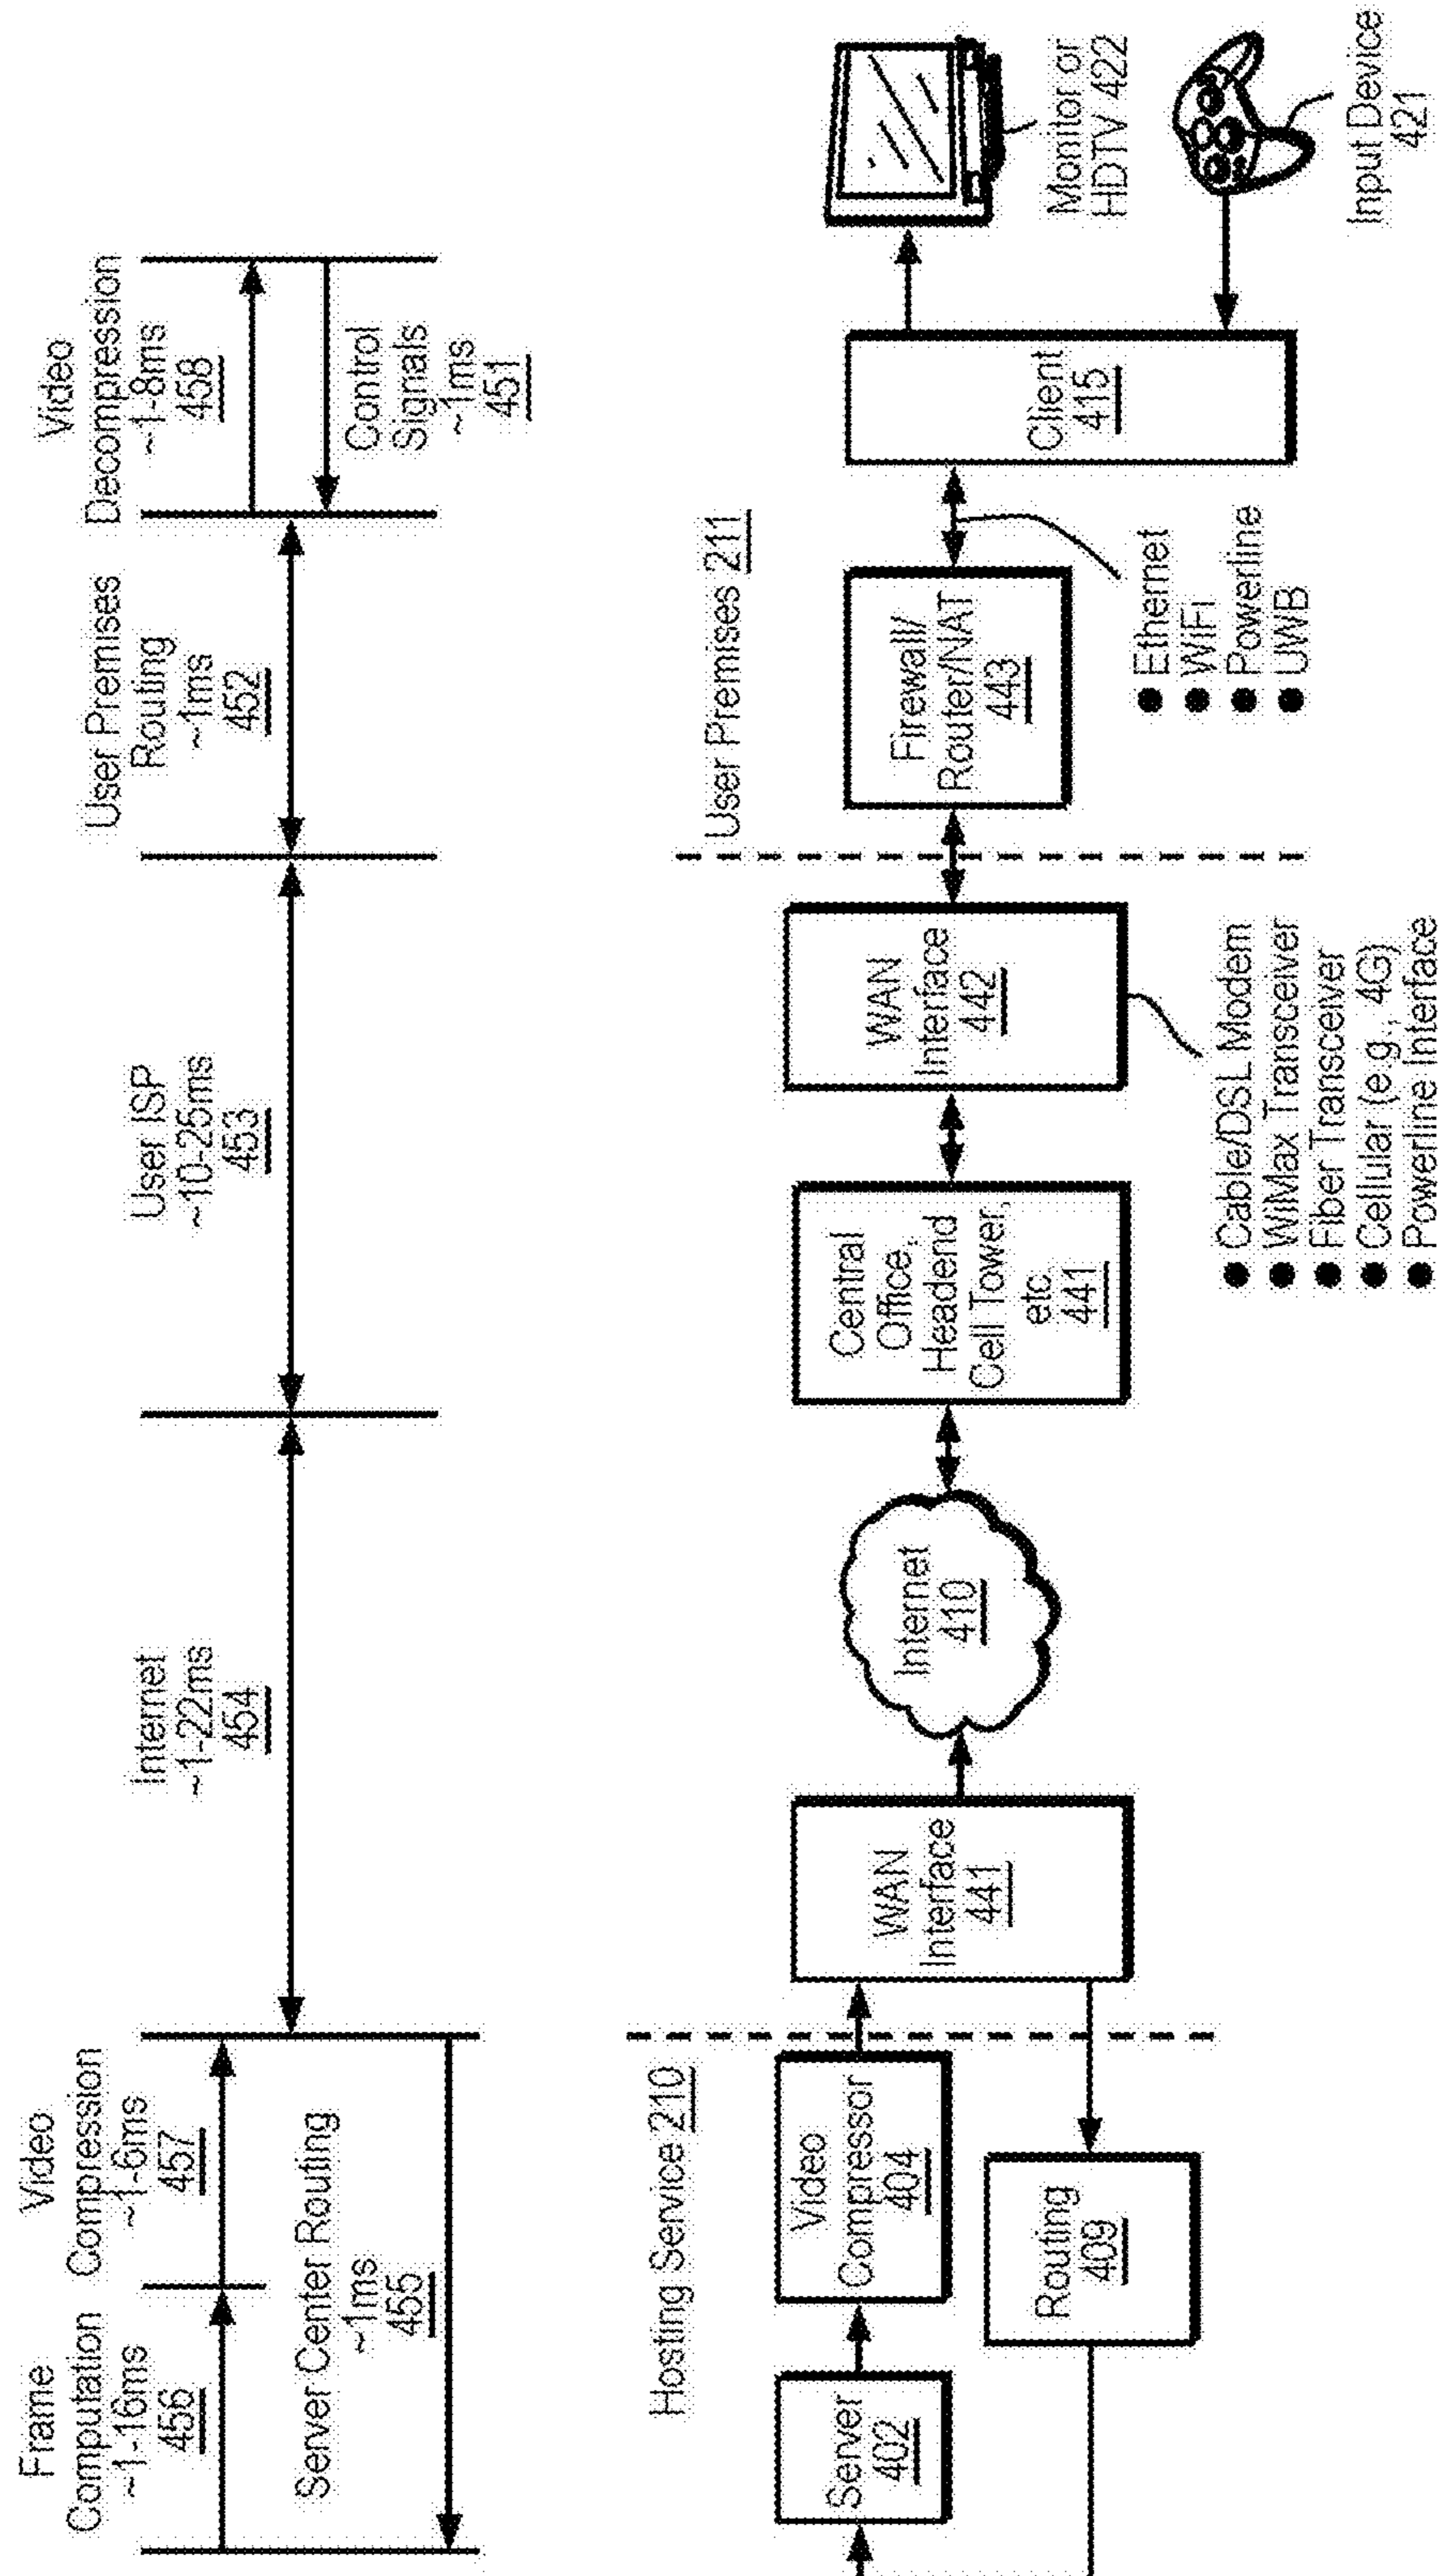 Frame
Computation
~1-16ms
456
Video
Compression
~1-6ms
457
Server Center Routing
~1ms
455
Internet
~1-22ms
454
User ISP
~10-25ms
453
User Premises
Routing
~1ms
452
Video
Decompression
~1-8ms
458
Control
Signals
~1ms
451
Hosting Service 210
Server
402
Video
Compressor
404
Routing
409
WAN
Interface
441
Internet
410
Central
Office,
Headend
Cell Tower,
etc.
441
WAN
Interface
442
● Cable/DSL Modem
● WiMax Transceiver
● Fiber Transceiver
● Cellular (e.g., 4G)
● Powerline Interface
User Premises 211
Firewall/
Router/NAT
443
● Ethernet
● WiFi
● Powerline
● UWB
Client
415
Monitor or
HDTV 422
Input Device
421